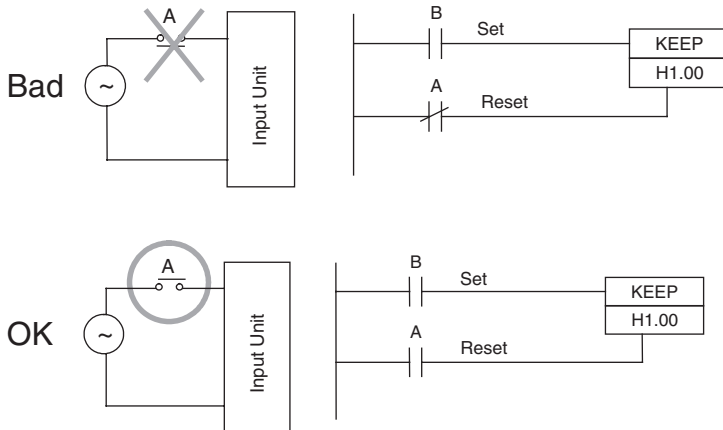 Bad
A
~
Input Unit
B
Set
KEEP
H1.00
A
Reset
OK
A
~
Input Unit
B
Set
KEEP
H1.00
A
Reset